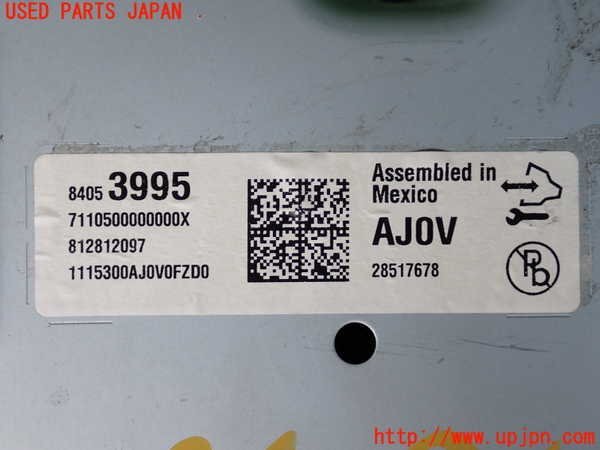 USED PARTS JAPAN .
8405 3995
7110500000000X
812812097
1115300AJ0V0FZD0
Assembled in
Mexico
AJ0V
28517678
Pb
http://www.upjpn.com/